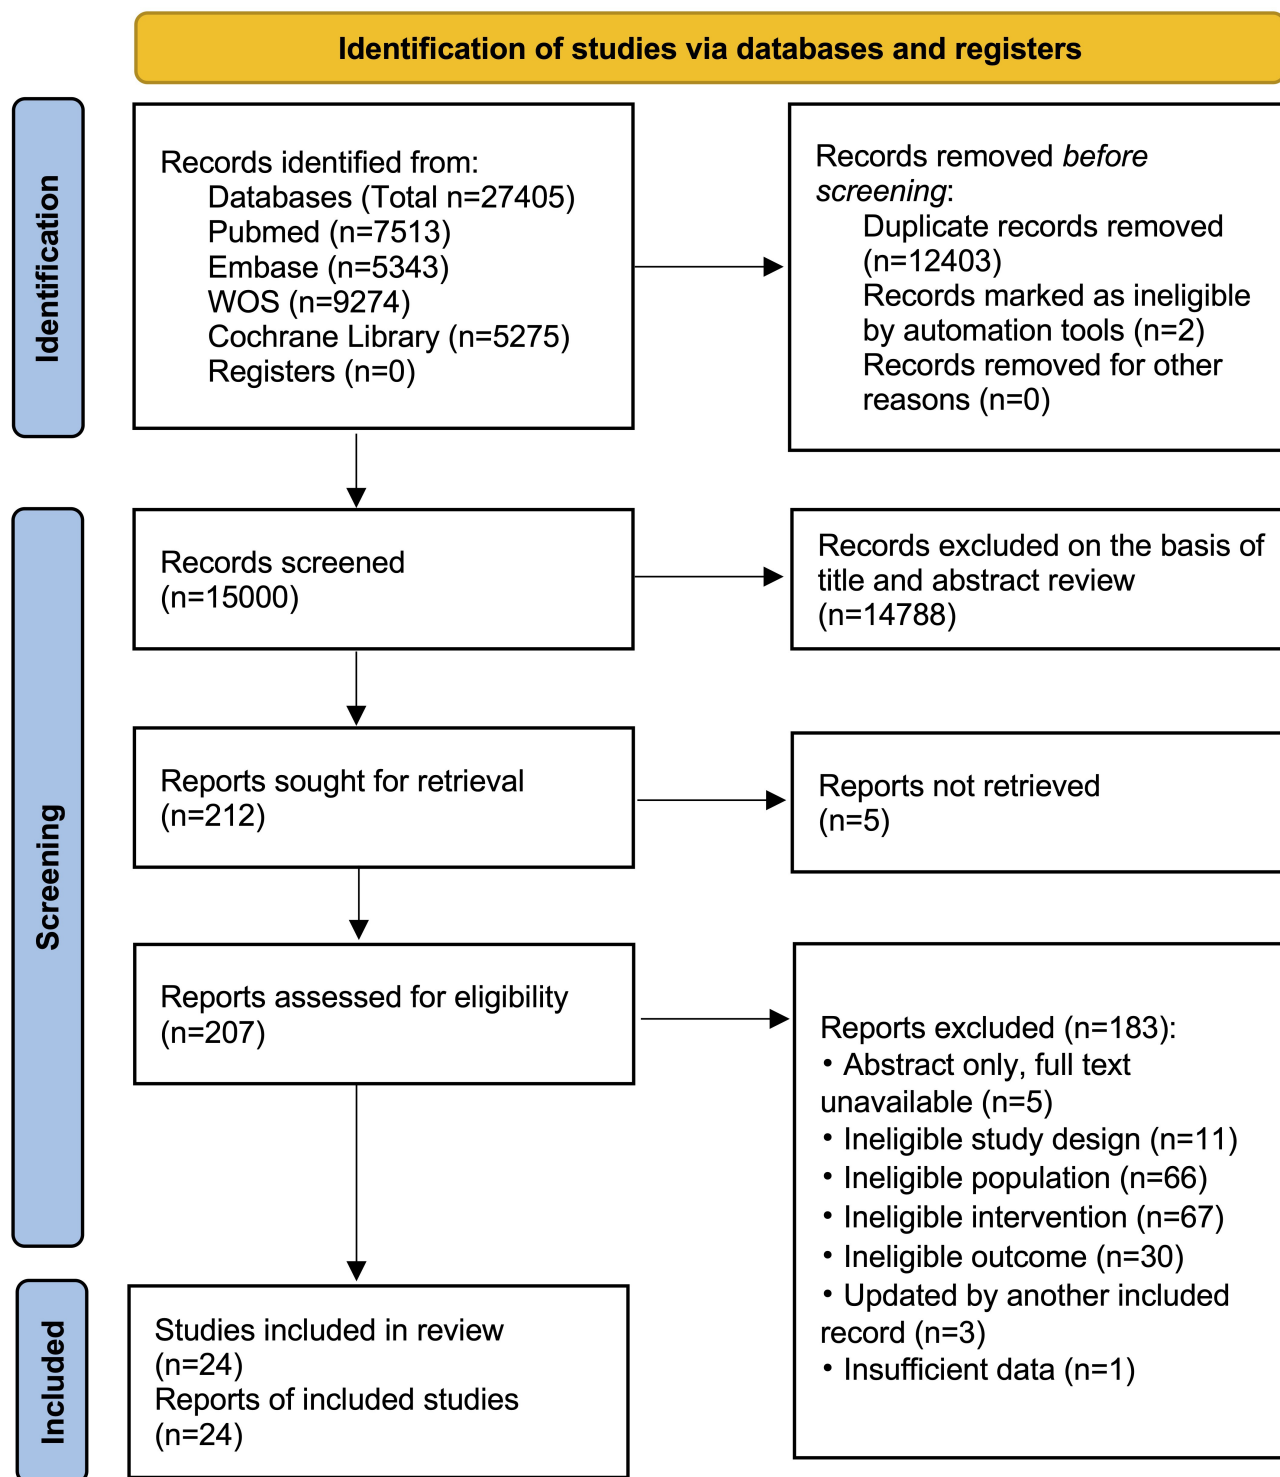 Identification of studies via databases and registers
Identification
Records identified from:
Databases (Total n=27405)
Pubmed (n=7513)
Embase (n=5343)
WOS (n=9274)
Cochrane Library (n=5275)
Registers (n=0)
Records removed before
screening:
Duplicate records removed
(n=12403)
Records marked as ineligible
by automation tools (n=2)
Records removed for other
reasons (n=0)
Screening
Records screened
(n=15000)
Records excluded on the basis of
title and abstract review
(n=14788)
Reports sought for retrieval
(n=212)
Reports not retrieved
(n=5)
Reports assessed for eligibility
(n=207)
Reports excluded (n=183):
• Abstract only, full text
unavailable (n=5)
• Ineligible study design (n=11)
• Ineligible population (n=66)
• Ineligible intervention (n=67)
• Ineligible outcome (n=30)
• Updated by another included
record (n=3)
• Insufficient data (n=1)
Included
Studies included in review
(n=24)
Reports of included studies
(n=24)